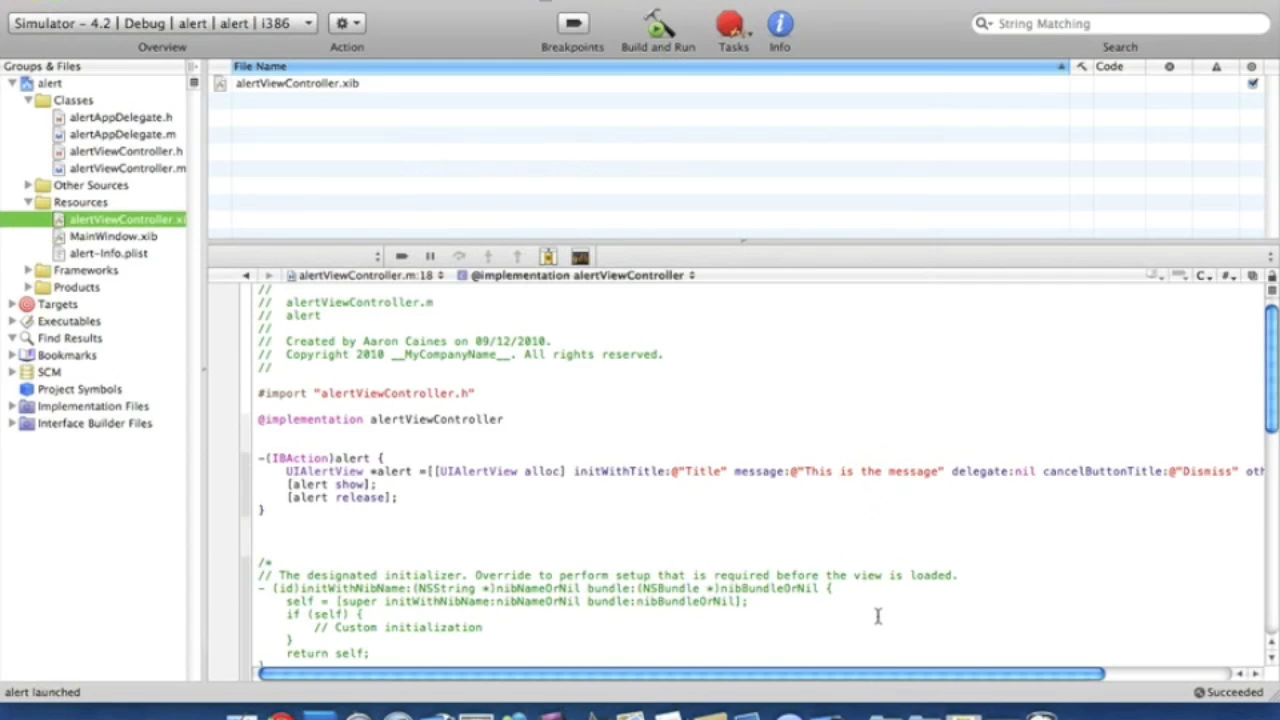 Simulator – 4.2 | Debug | alert | alert | i386
String Matching
Overview
Action
Breakpoints
Build and Run
Tasks
Info
Search
Groups & Files
File Name
Code
alert
alertViewController.xib
Classes
alertAppDelegate.h
alertAppDelegate.m
alertViewController.h
alertViewController.m
Other Sources
Resources
alertViewController.xi
MainWindow.xib
alert-Info.plist
Frameworks
Products
Targets
Executables
Find Results
Bookmarks
SCM
Project Symbols
Implementation Files
Interface Builder Files
alertViewController.m:18
@implementation alertViewController
C
#
//
//  alertViewController.m
//  alert
//
//  Created by Aaron Caines on 09/12/2010.
//  Copyright 2010 __MyCompanyName__. All rights reserved.
//
#import "alertViewController.h"
@implementation alertViewController
-(IBAction)alert {
UIAlertView *alert =[[UIAlertView alloc] initWithTitle:@"Title" message:@"This is the message" delegate:nil cancelButtonTitle:@"Dismiss" oth
[alert show];
[alert release];
}
/*
// The designated initializer. Override to perform setup that is required before the view is loaded.
- (id)initWithNibName:(NSString *)nibNameOrNil bundle:(NSBundle *)nibBundleOrNil {
self = [super initWithNibName:nibNameOrNil bundle:nibBundleOrNil];
if (self) {
// Custom initialization
}
return self;
}
alert launched
Succeeded